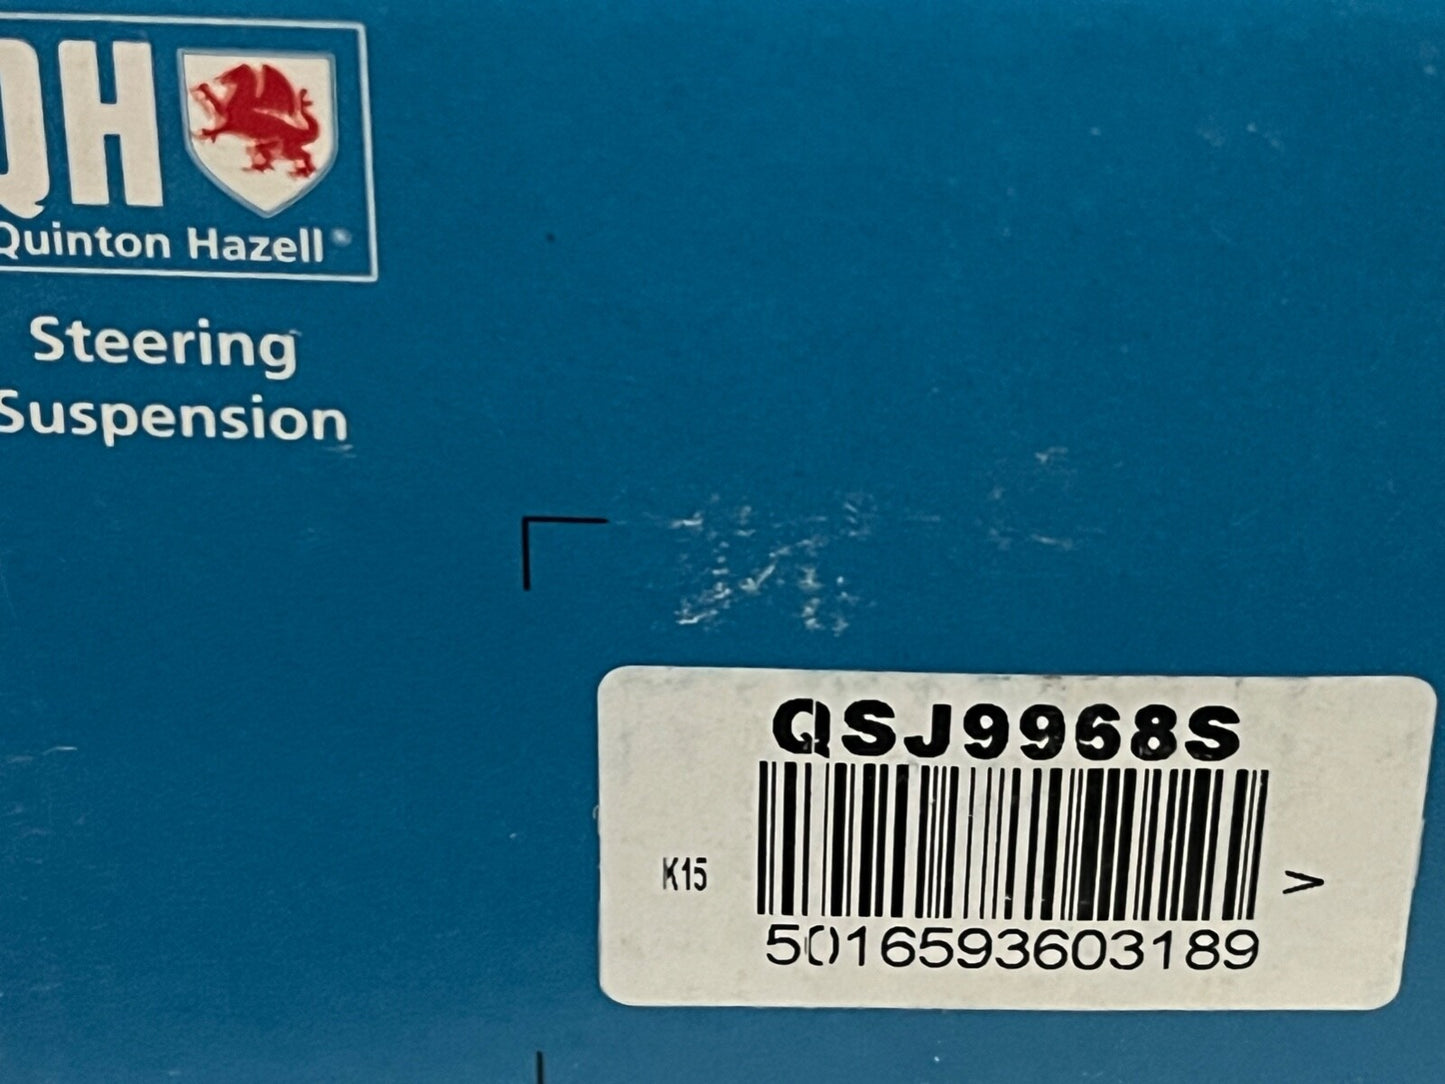 QH
Quinton Hazell®
Steering
Suspension
QSJ9968S
K15
>
5016593603189